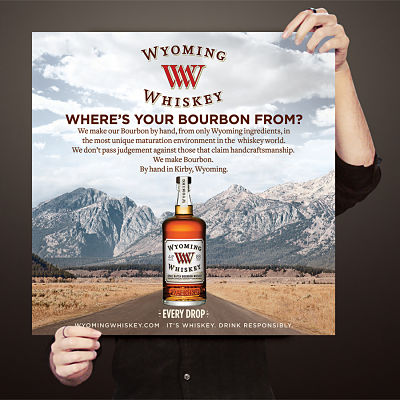 WYOMING
WW
WHISKEY
WHERE'S YOUR BOURBON FROM?
We make our Bourbon by hand, from only Wyoming ingredients, in
the most unique maturation environment in the whiskey world.
We don't pass judgement against those that claim handcraftsmanship.
We make Bourbon.
By hand in Kirby, Wyoming.
WYOMING
WW
WHISKEY
EVERY DROP
WYOMINGWHISKEY.COM IT'S WHISKEY. DRINK RESPONSIBLY.